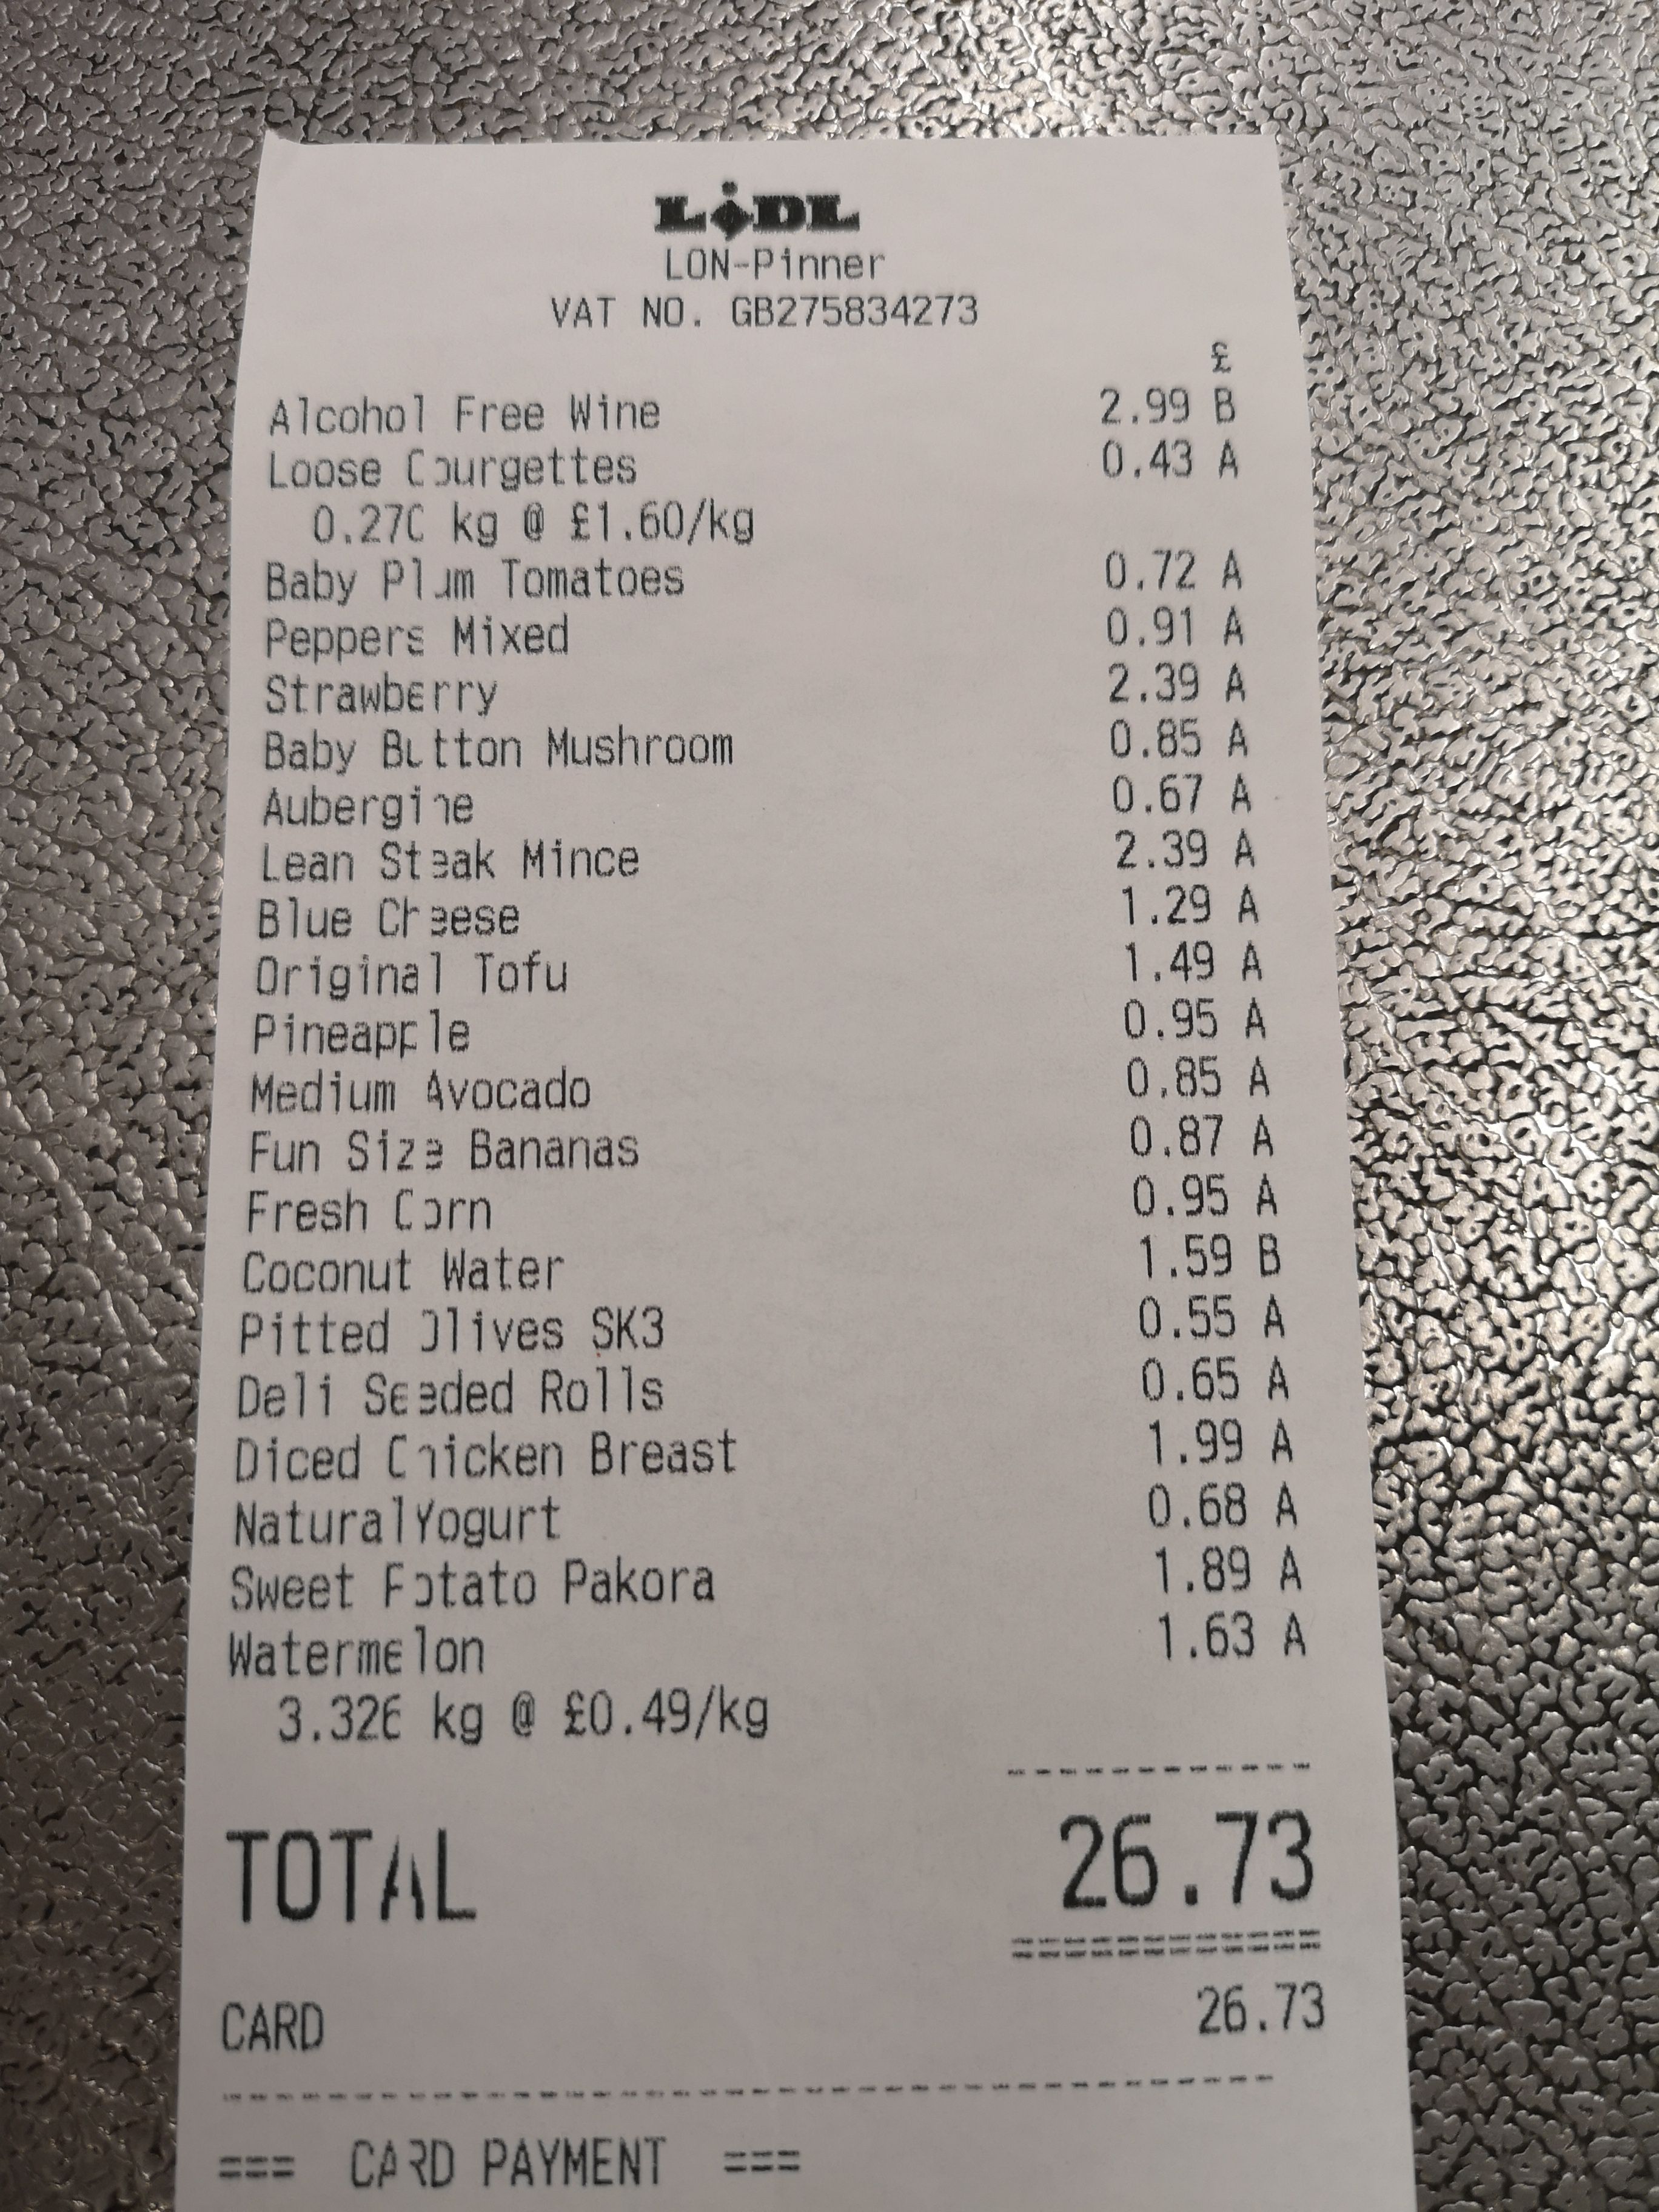 LiDL
LON-Pinner
VAT NO. GB275834273
£
Alcohol Free Wine 2.99 B
Loose Courgettes 0.43 A
0.270 kg @ £1.60/kg
Baby Plum Tomatoes 0.72 A
Peppers Mixed 0.91 A
Strawberry 2.39 A
Baby Button Mushroom 0.85 A
Aubergine 0.67 A
Lean Steak Mince 2.39 A
Blue Cheese 1.29 A
Original Tofu 1.49 A
Pineapple 0.95 A
Medium Avocado 0.85 A
Fun Size Bananas 0.87 A
Fresh Corn 0.95 A
Coconut Water 1.59 B
Pitted Olives SK3 0.55 A
Deli Seeded Rolls 0.65 A
Diced Chicken Breast 1.99 A
NaturalYogurt 0.68 A
Sweet Potato Pakora 1.89 A
Watermelon 1.63 A
3.326 kg @ £0.49/kg
TOTAL 26.73
CARD 26.73
=== CARD PAYMENT ===